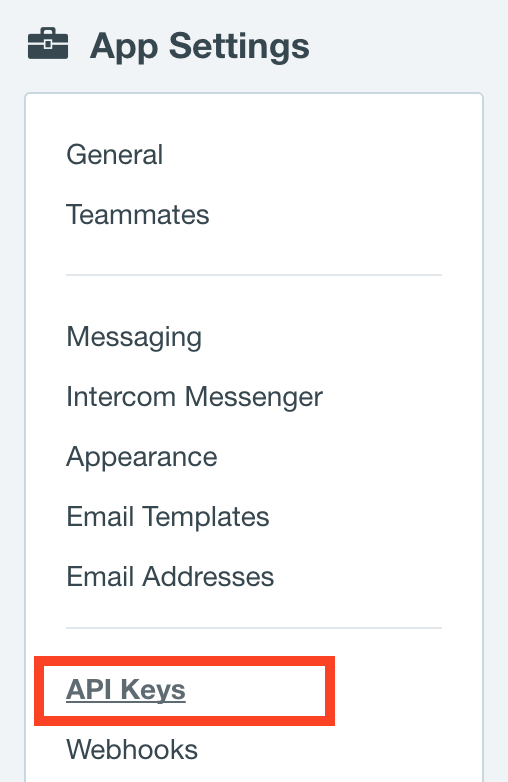 App Settings
General
Teammates
Messaging
Intercom Messenger
Appearance
Email Templates
Email Addresses
API Keys
Webhooks